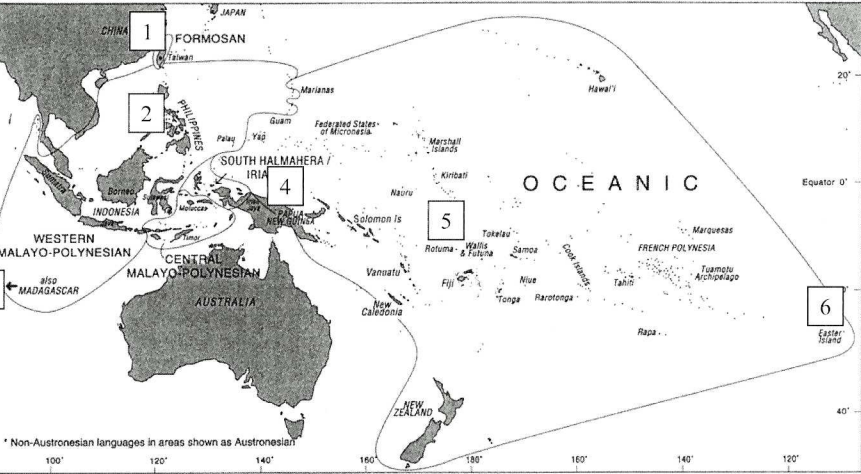 JAPAN
CHINA
1
FORMOSAN
Taiwan
20°
Hawai'i
Marianas
2
PHILIPPINES
Guam
Palau
Yap
Federated States
of Micronesia
Marshall
Islands
SOUTH HALMAHERA /
4
Kiribati
OCEANIC
Equator 0°
Nauru
Sumatra
Borneo
INDONESIA
Moluccas
PAPUA
NEW GUINEA
Solomon Is
5
Tokelau
Marquesas
WESTERN
MALAYO-POLYNESIAN
Timor
CENTRAL
MALAYO-POLYNESIAN
Rotuma
Wallis
& Futuna
Samoa
Cook Islands
FRENCH POLYNESIA
Tuamotu
Archipelago
also
MADAGASCAR
AUSTRALIA
Vanuatu
Fiji
Niue
Tahiti
Tonga
Rarotonga
New
Caledonia
6
Easter
Island
Rapa
NEW
ZEALAND
40°
* Non-Austronesian languages in areas shown as Austronesian
100°
120°
140°
160°
180°
160°
140°
120°